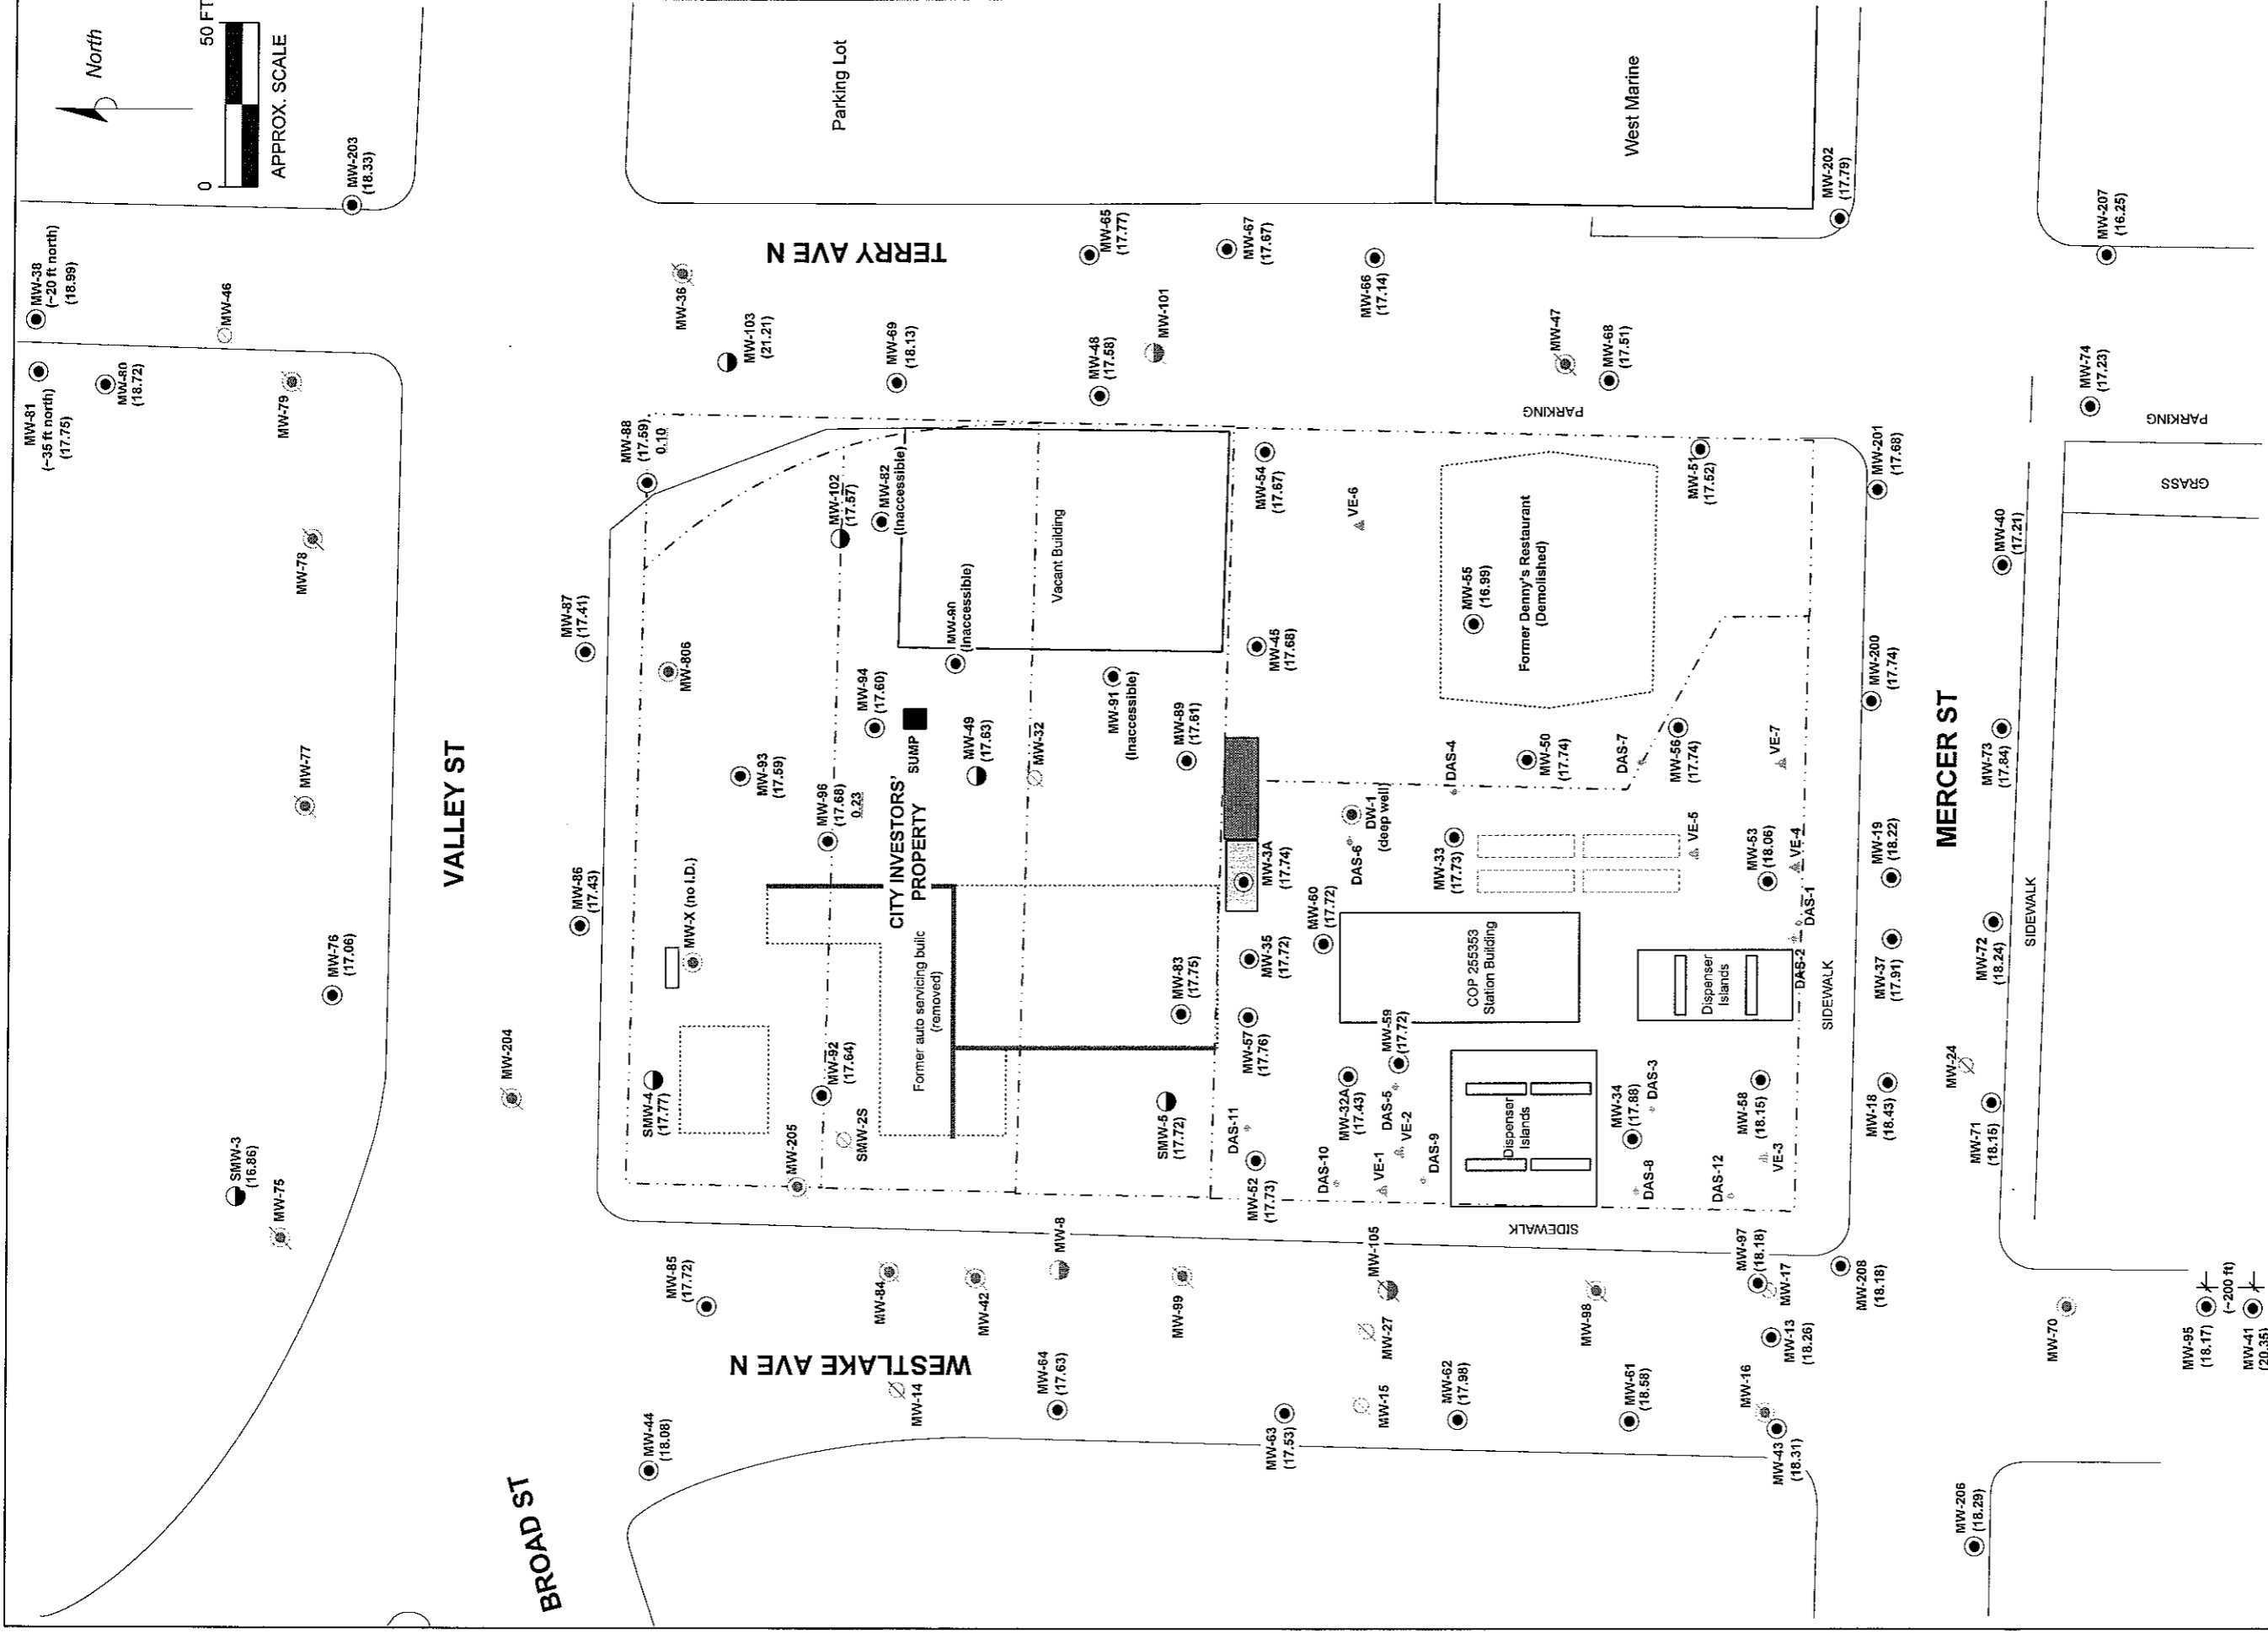 North
0
50 FT
APPROX. SCALE
MW-203
(18.33)
MW-38
(~20 ft north)
(18.99)
MW-46
MW-81
(~35 ft north)
(17.75)
MW-80
(18.72)
MW-79
MW-78
MW-77
MW-76
(17.06)
MW-204
SMW-3
(16.86)
MW-75
VALLEY ST
BROAD ST
WESTLAKE AVE N
TERRY AVE N
MERCER ST
Parking Lot
West Marine
MW-36
MW-103
(21.21)
MW-69
(18.13)
MW-65
(17.77)
MW-67
(17.67)
MW-48
(17.58)
MW-101
MW-66
(17.14)
MW-47
MW-68
(17.51)
PARKING
MW-202
(17.79)
MW-207
(16.25)
MW-74
(17.23)
PARKING
GRASS
MW-88
(17.59)
0.10
MW-102
(17.57)
MW-82
(Inaccessible)
MW-87
(17.41)
MW-806
MW-90
(Inaccessible)
Vacant Building
MW-94
(17.60)
SUMP
MW-49
(17.63)
MW-32
MW-91
(Inaccessible)
MW-89
(17.61)
MW-93
(17.59)
MW-96
(17.68)
0.23
CITY INVESTORS'
PROPERTY
MW-86
(17.43)
MW-X (no I.D.)
Former auto servicing builc
(removed)
MW-83
(17.75)
SMW-4
(17.77)
MW-92
(17.64)
SMW-2S
MW-205
SMW-5
(17.72)
MW-54
(17.67)
VE-6
MW-45
(17.68)
MW-55
(16.99)
Former Denny's Restaurant
(Demolished)
MW-51
(17.52)
MW-201
(17.68)
MW-40
(17.21)
DAS-4
MW-50
(17.74)
DAS-7
MW-56
(17.74)
VE-7
MW-200
(17.74)
MW-73
(17.84)
MW-3A
(17.74)
DAS-6
DW-1
(deep well)
MW-33
(17.73)
VE-5
MW-53
(18.06)
VE-4
DAS-1
MW-19
(18.22)
MW-60
(17.72)
MW-35
(17.72)
MW-57
(17.76)
COP 255353
Station Building
Dispenser
Islands
DAS-2
SIDEWALK
MW-37
(17.91)
MW-72
(18.24)
SIDEWALK
MW-24
MW-59
(17.72)
MW-32A
(17.43)
DAS-5
VE-2
DAS-11
MW-52
(17.73)
DAS-10
VE-1
DAS-9
Dispenser
Islands
MW-34
(17.88)
DAS-3
DAS-8
MW-58
(18.15)
DAS-12
VE-3
MW-18
(18.43)
MW-71
(18.15)
SIDEWALK
MW-85
(17.72)
MW-84
MW-42
MW-8
MW-99
MW-105
MW-27
MW-98
MW-97
(18.18)
MW-17
MW-208
(18.18)
MW-44
(18.08)
MW-14
MW-64
(17.63)
MW-63
(17.53)
MW-15
MW-62
(17.98)
MW-61
(18.58)
MW-13
(18.26)
MW-16
MW-43
(18.31)
MW-206
(18.29)
MW-70
MW-95
(18.17)
(~200 ft)
MW-41
(20.35)